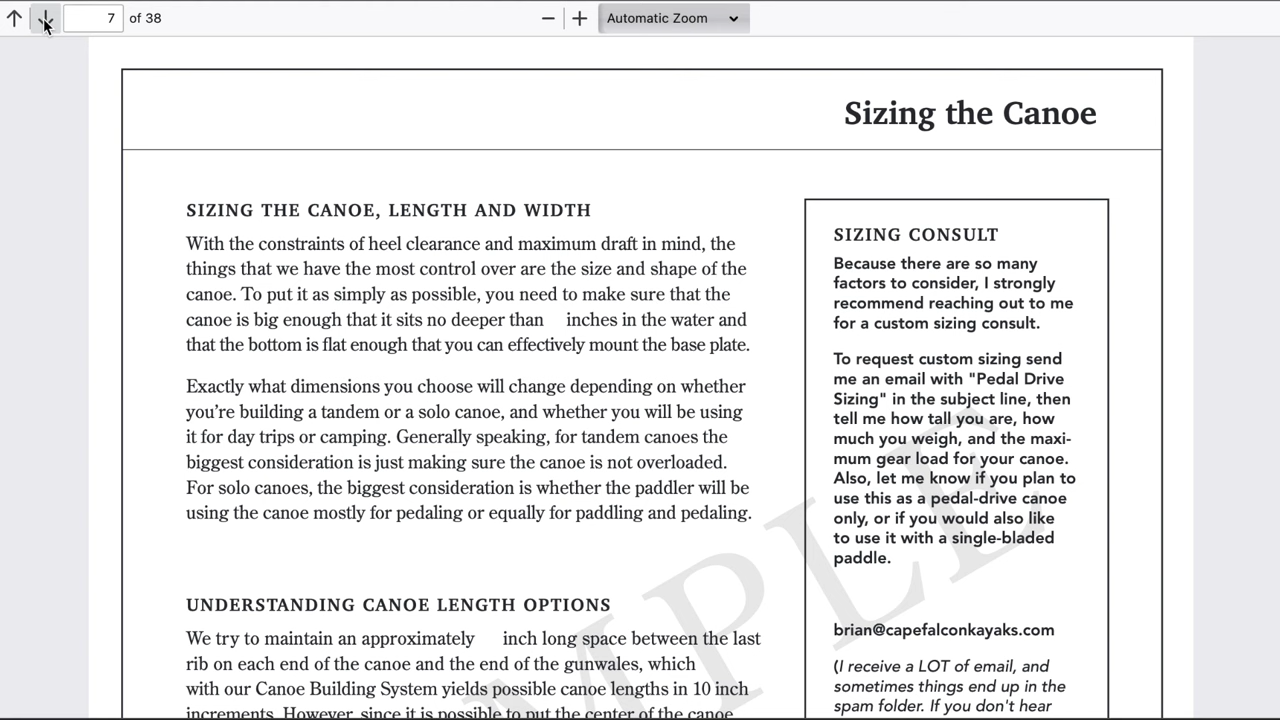 7 of 38
Automatic Zoom
Sizing the Canoe
SIZING THE CANOE, LENGTH AND WIDTH
With the constraints of heel clearance and maximum draft in mind, the
things that we have the most control over are the size and shape of the
canoe. To put it as simply as possible, you need to make sure that the
canoe is big enough that it sits no deeper than inches in the water and
that the bottom is flat enough that you can effectively mount the base plate.
Exactly what dimensions you choose will change depending on whether
you're building a tandem or a solo canoe, and whether you will be using
it for day trips or camping. Generally speaking, for tandem canoes the
biggest consideration is just making sure the canoe is not overloaded.
For solo canoes, the biggest consideration is whether the paddler will be
using the canoe mostly for pedaling or equally for paddling and pedaling.
UNDERSTANDING CANOE LENGTH OPTIONS
We try to maintain an approximately inch long space between the last
rib on each end of the canoe and the end of the gunwales, which
with our Canoe Building System yields possible canoe lengths in 10 inch
increments. However, since it is possible to put the center of the canoe
SIZING CONSULT
Because there are so many
factors to consider, I strongly
recommend reaching out to me
for a custom sizing consult.
To request custom sizing send
me an email with "Pedal Drive
Sizing" in the subject line, then
tell me how tall you are, how
much you weigh, and the maxi-
mum gear load for your canoe.
Also, let me know if you plan to
use this as a pedal-drive canoe
only, or if you would also like
to use it with a single-bladed
paddle.
brian@capefalconkayaks.com
(I receive a LOT of email, and
sometimes things end up in the
spam folder. If you don't hear
MPLE